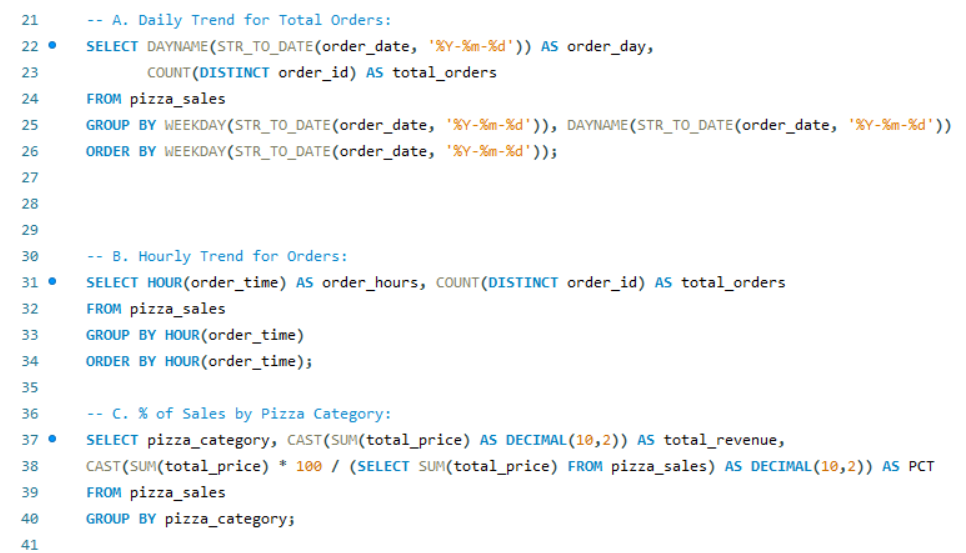 21 -- A. Daily Trend for Total Orders:
22 SELECT DAYNAME(STR_TO_DATE(order_date, '%Y-%m-%d')) AS order_day,
23 COUNT(DISTINCT order_id) AS total_orders
24 FROM pizza_sales
25 GROUP BY WEEKDAY(STR_TO_DATE(order_date, '%Y-%m-%d')), DAYNAME(STR_TO_DATE(order_date, '%Y-%m-%d'))
26 ORDER BY WEEKDAY(STR_TO_DATE(order_date, '%Y-%m-%d'));
27
28
29
30 -- B. Hourly Trend for Orders:
31 SELECT HOUR(order_time) AS order_hours, COUNT(DISTINCT order_id) AS total_orders
32 FROM pizza_sales
33 GROUP BY HOUR(order_time)
34 ORDER BY HOUR(order_time);
35
36 -- C. % of Sales by Pizza Category:
37 SELECT pizza_category, CAST(SUM(total_price) AS DECIMAL(10,2)) AS total_revenue,
38 CAST(SUM(total_price) * 100 / (SELECT SUM(total_price) FROM pizza_sales) AS DECIMAL(10,2)) AS PCT
39 FROM pizza_sales
40 GROUP BY pizza_category;
41